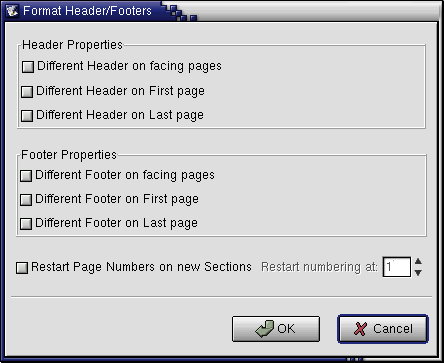 Format Header/Footers
Header Properties
Different Header on facing pages
Different Header on First page
Different Header on Last page
Footer Properties
Different Footer on facing pages
Different Footer on First page
Different Footer on Last page
Restart Page Numbers on new Sections Restart numbering at: 1
OK Cancel